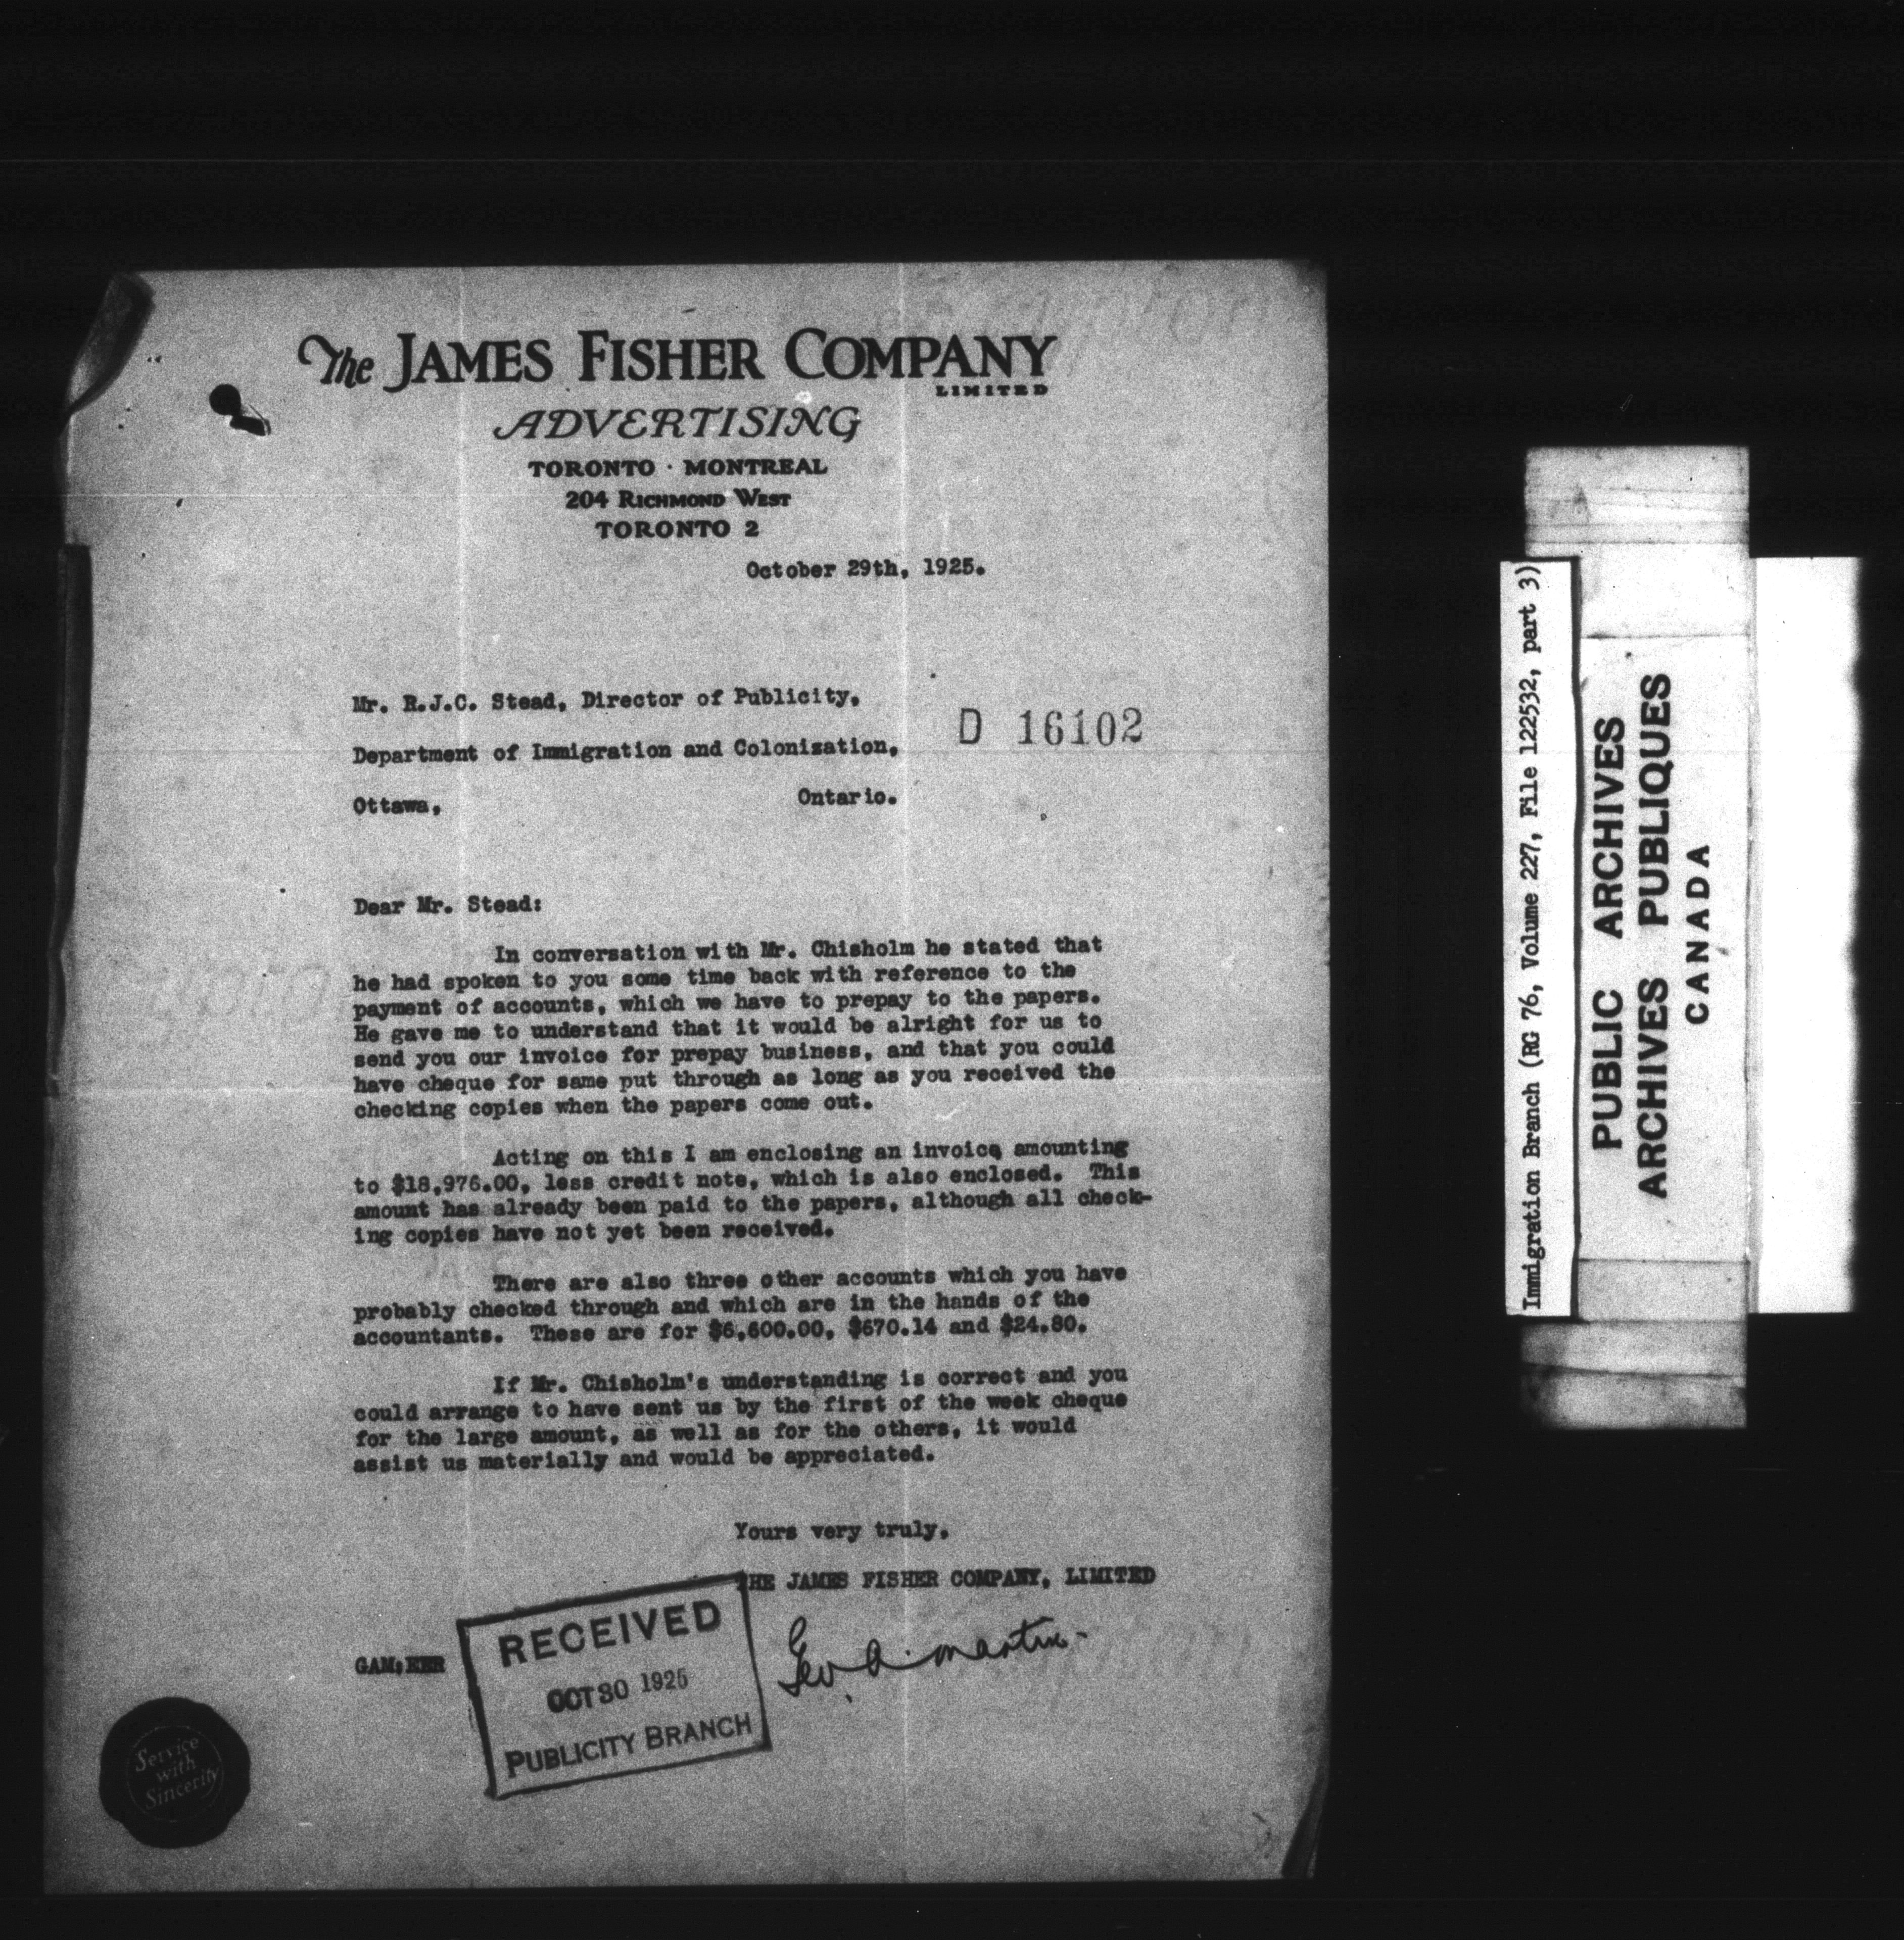 The JAMES FISHER COMPANY
LIMITED
ADVERTISING
TORONTO · MONTREAL
204 RICHMOND WEST
TORONTO 2
October 29th, 1925.
Mr. R.J.C. Stead, Director of Publicity,
D 16102
Department of Immigration and Colonization,
Ottawa, Ontario.
Dear Mr. Stead:
In conversation with Mr. Chisholm he stated that
he had spoken to you some time back with reference to the
payment of accounts, which we have to prepay to the papers.
He gave me to understand that it would be alright for us to
send you our invoice for prepay business, and that you could
have cheque for same put through as long as you received the
checking copies when the papers come out.
Acting on this I am enclosing an invoice amounting
to $18,976.00, less credit note, which is also enclosed. This
amount has already been paid to the papers, although all check-
ing copies have not yet been received.
There are also three other accounts which you have
probably checked through and which are in the hands of the
accountants. These are for $6,600.00, $670.14 and $24.80.
If Mr. Chisholm's understanding is correct and you
could arrange to have sent us by the first of the week cheque
for the large amount, as well as for the others, it would
assist us materially and would be appreciated.
Yours very truly,
THE JAMES FISHER COMPANY, LIMITED
Geo. A. Martin
GAM:
RECEIVED
OCT 30 1925
PUBLICITY BRANCH
Service
with
Sincerity
Immigration Branch (RG 76, Volume 227, File 122532, part 3)
PUBLIC ARCHIVES
ARCHIVES PUBLIQUES
CANADA